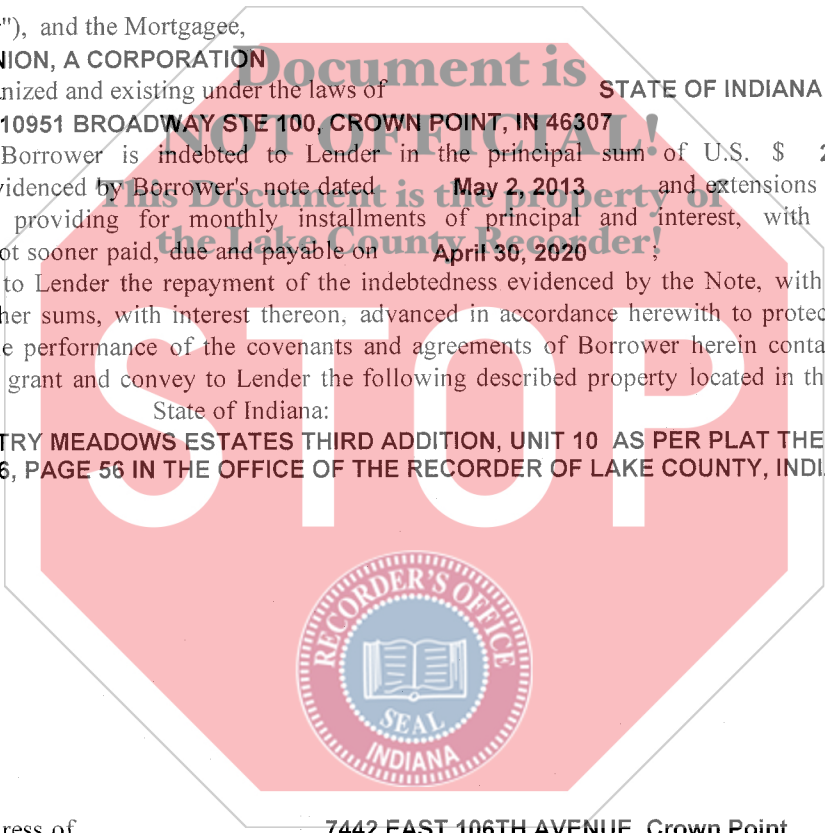 "), and the Mortgagee,
NION, A CORPORATION
Document is
nized and existing under the laws of STATE OF INDIANA
10951 BROADWAY STE 100, CROWN POINT, IN 46307
NOT OFFICIAL!
Borrower is indebted to Lender in the principal sum of U.S. $ 2
videnced by Borrower's note dated May 2, 2013 and extensions
This Document is the property of
providing for monthly installments of principal and interest, with
the Lake County Recorder!
ot sooner paid, due and payable on April 30, 2020 ;
to Lender the repayment of the indebtedness evidenced by the Note, with
her sums, with interest thereon, advanced in accordance herewith to protec
e performance of the covenants and agreements of Borrower herein conta
grant and convey to Lender the following described property located in th
State of Indiana:
TRY MEADOWS ESTATES THIRD ADDITION, UNIT 10 AS PER PLAT THE
6, PAGE 56 IN THE OFFICE OF THE RECORDER OF LAKE COUNTY, INDI
STOP
RECORDER'S OFFICE
SEAL
INDIANA
ress of 7442 EAST 106TH AVENUE, Crown Point